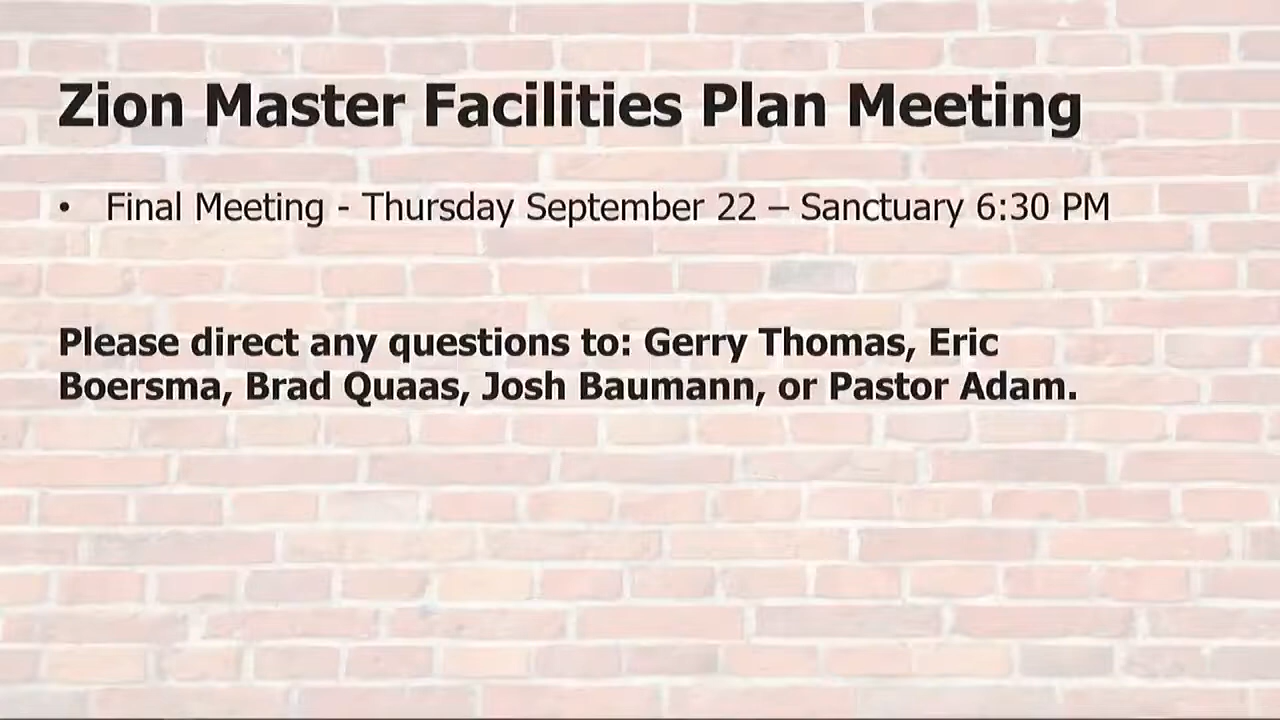 Zion Master Facilities Plan Meeting
• Final Meeting - Thursday September 22 – Sanctuary 6:30 PM
Please direct any questions to: Gerry Thomas, Eric
Boersma, Brad Quaas, Josh Baumann, or Pastor Adam.